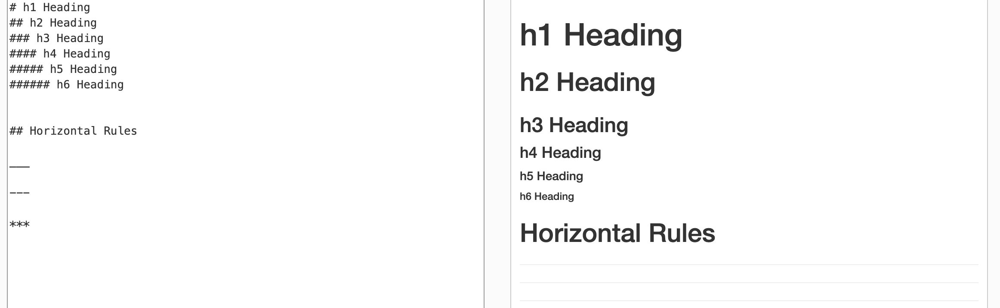 # h1 Heading
## h2 Heading
### h3 Heading
#### h4 Heading
##### h5 Heading
###### h6 Heading
## Horizontal Rules
___
---
***
h1 Heading
h2 Heading
h3 Heading
h4 Heading
h5 Heading
h6 Heading
Horizontal Rules